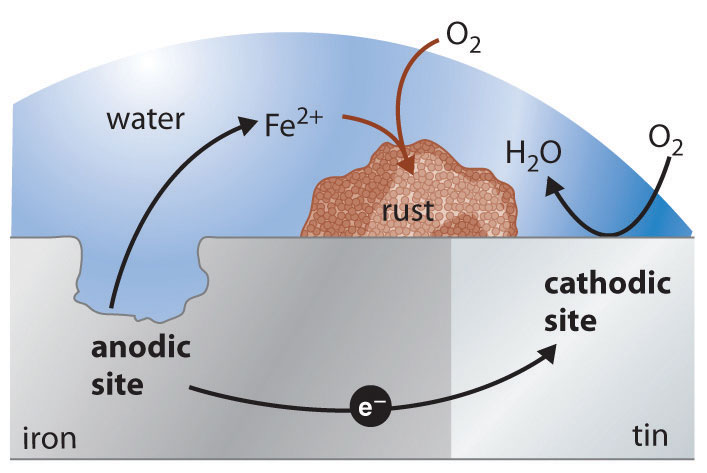 O₂
water
Fe²⁺
H₂O
O₂
rust
cathodic
site
anodic
site
e⁻
iron
tin